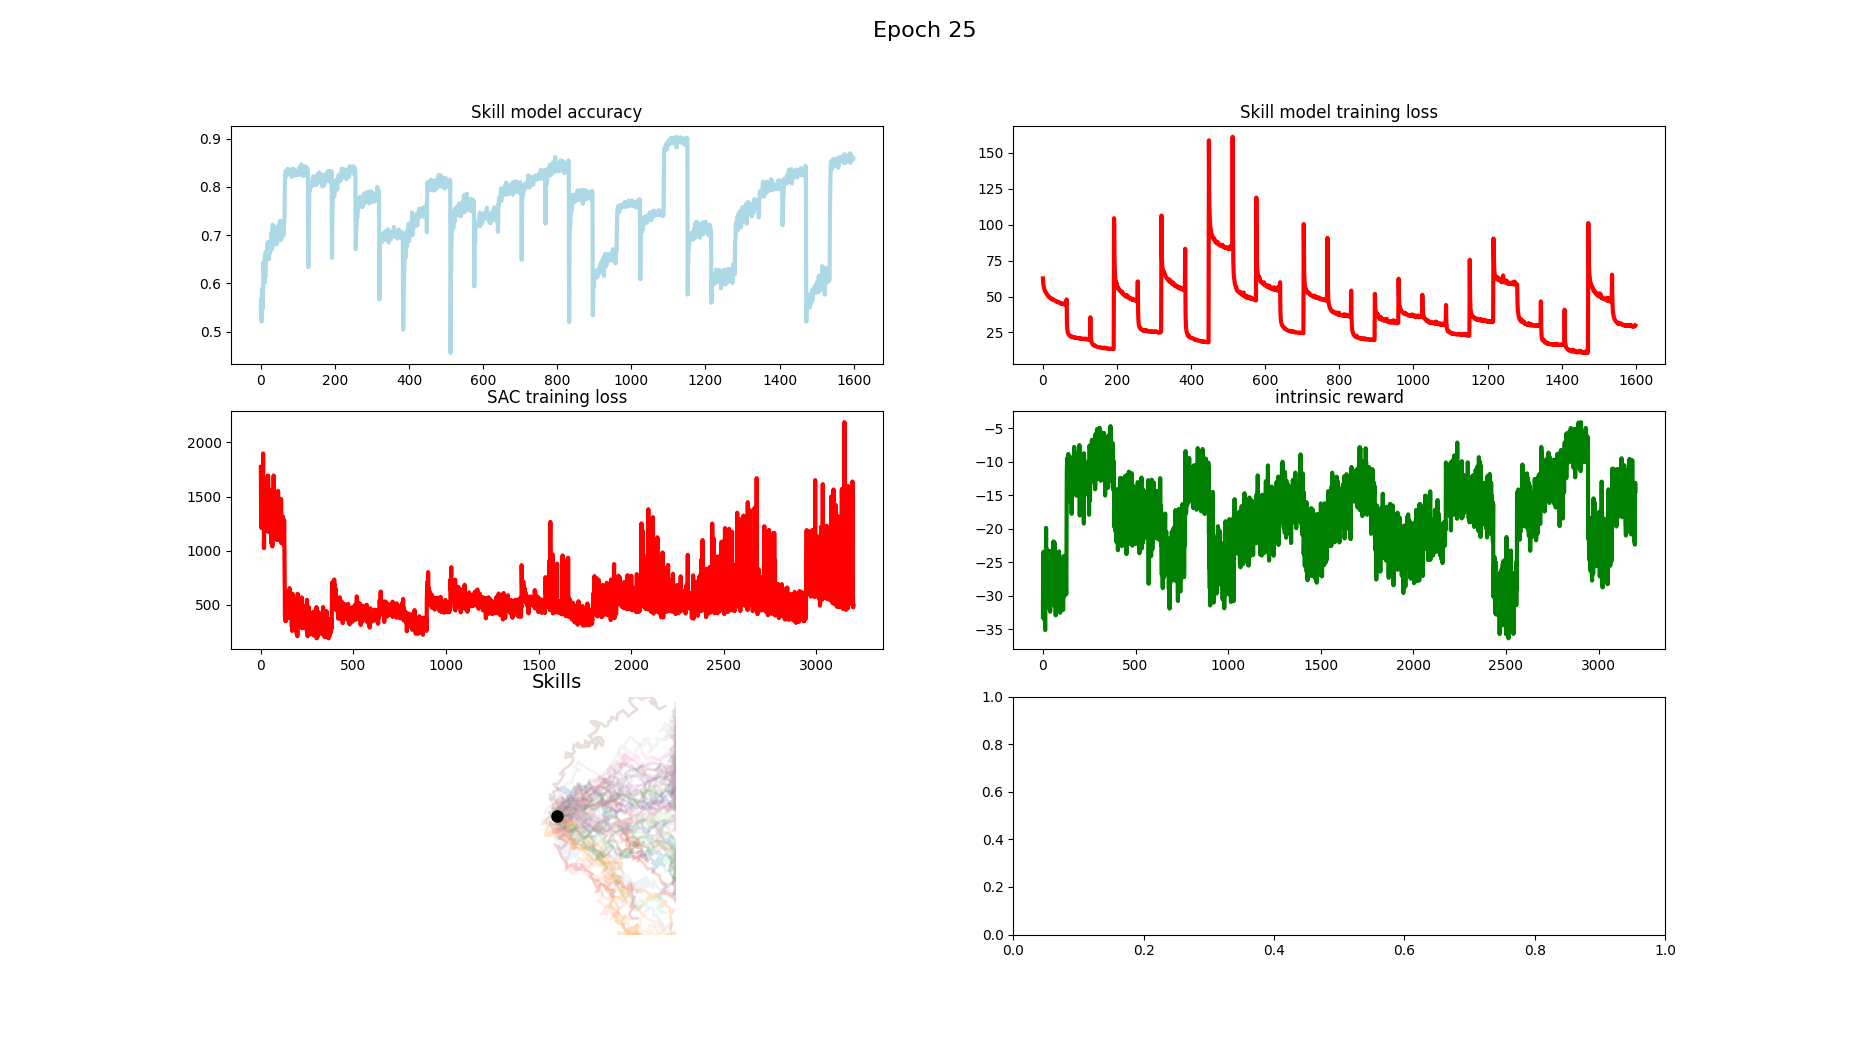 Epoch 25
Skill model accuracy
0.9
0.8
0.7
0.6
0.5
0 200 400 600 800 1000 1200 1400 1600
Skill model training loss
150
125
100
75
50
25
0 200 400 600 800 1000 1200 1400 1600
SAC training loss
2000
1500
1000
500
0 500 1000 1500 2000 2500 3000
intrinsic reward
−5
−10
−15
−20
−25
−30
−35
0 500 1000 1500 2000 2500 3000
Skills
1.0
0.8
0.6
0.4
0.2
0.0
0.0 0.2 0.4 0.6 0.8 1.0